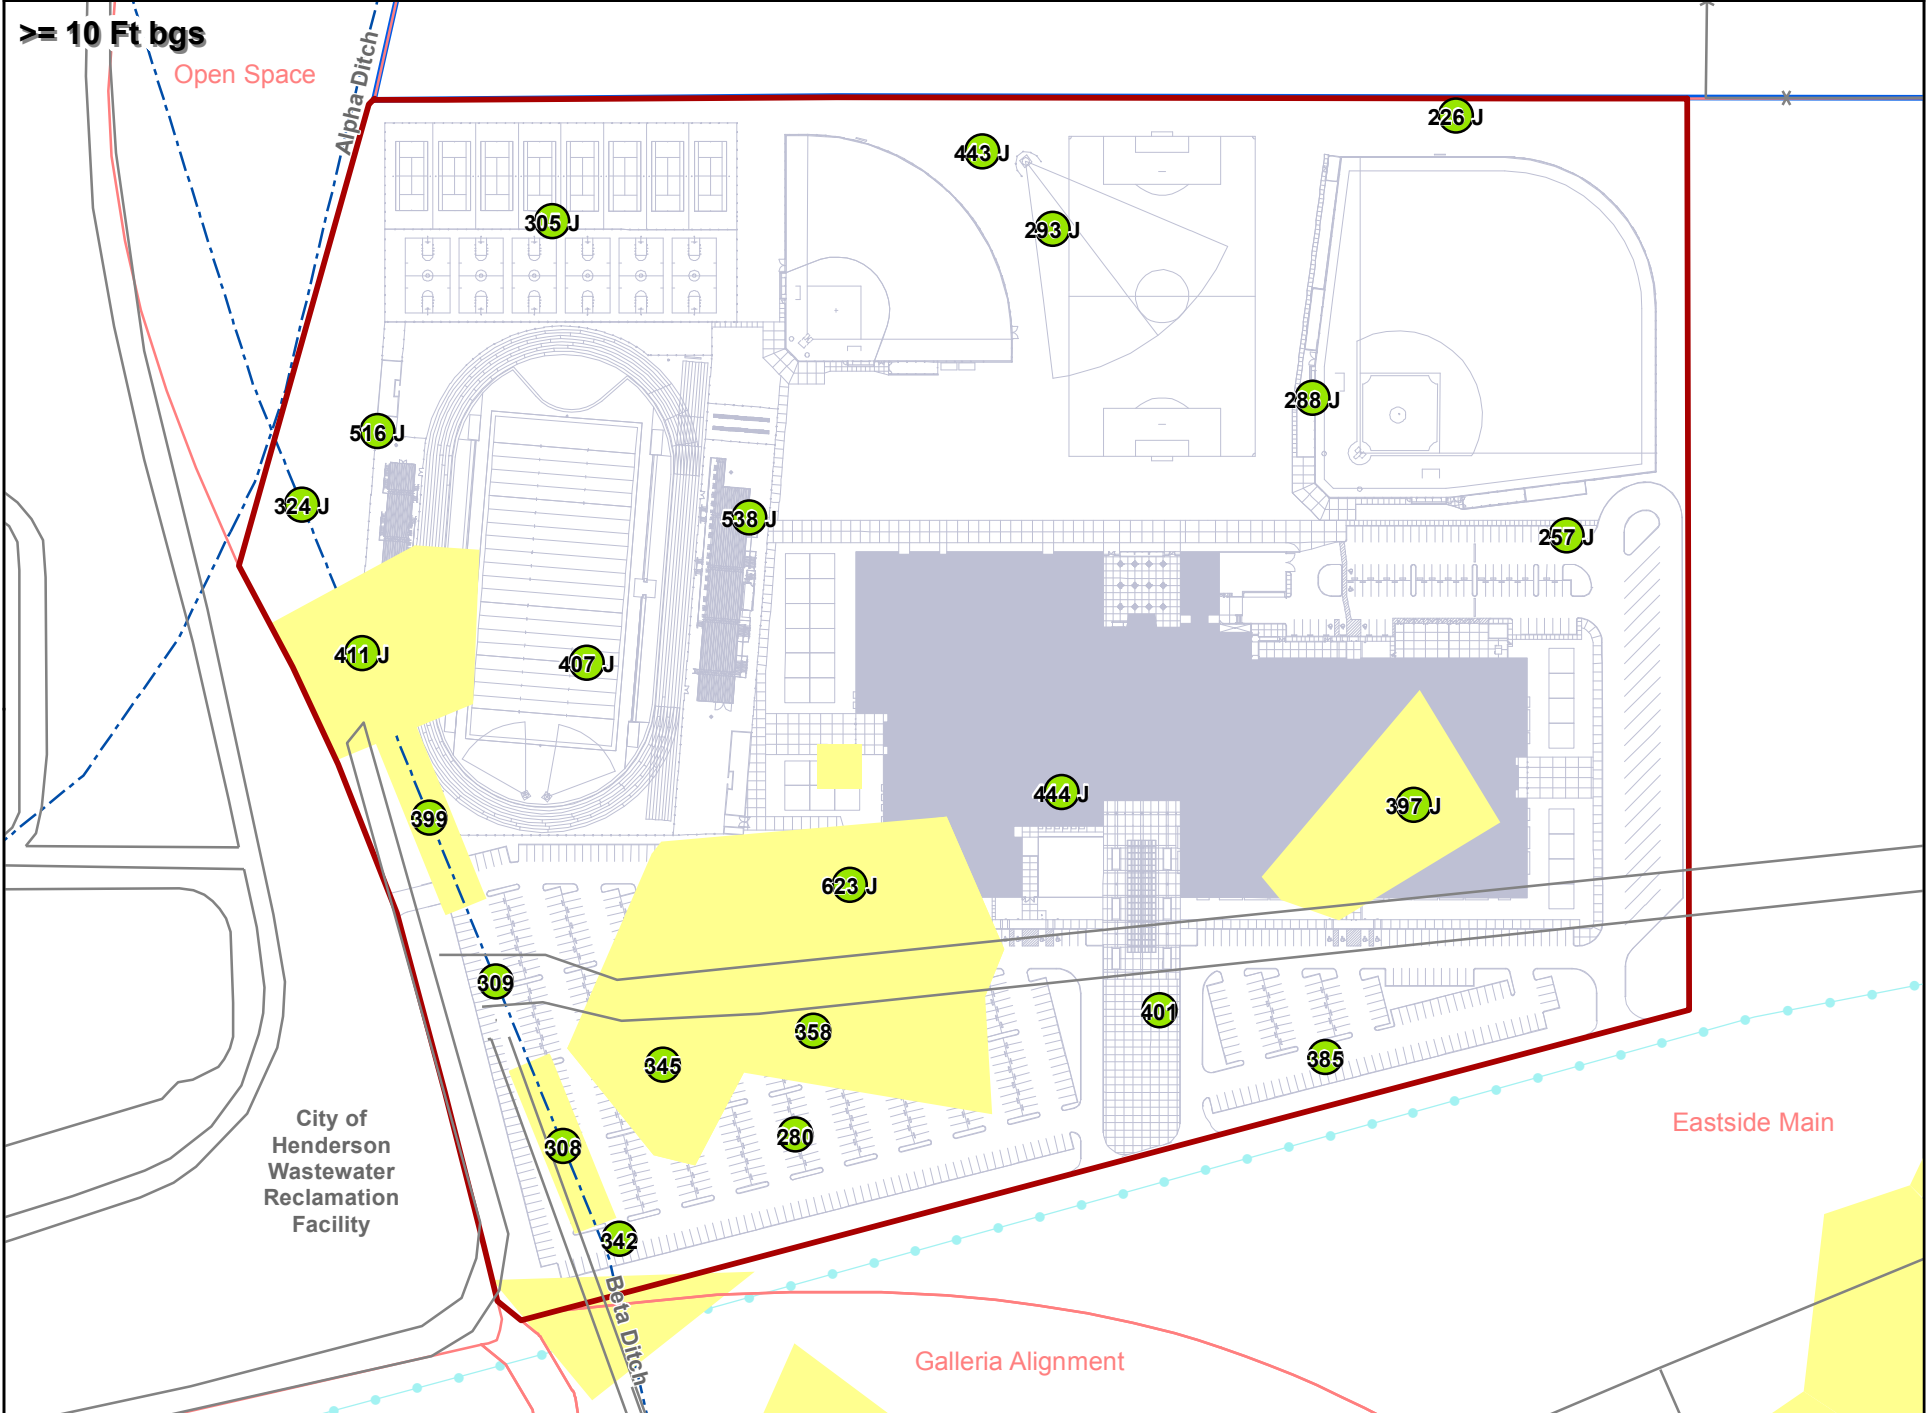 >= 10 Ft bgs
Open Space
Alpha Ditch
226 J
443 J
305 J
293 J
288 J
516 J
324 J
538 J
257 J
411 J
407 J
444 J
397 J
399
623 J
309
401
358
345
385
280
308
342
City of
Henderson
Wastewater
Reclamation
Facility
Eastside Main
Beta Ditch
Galleria Alignment